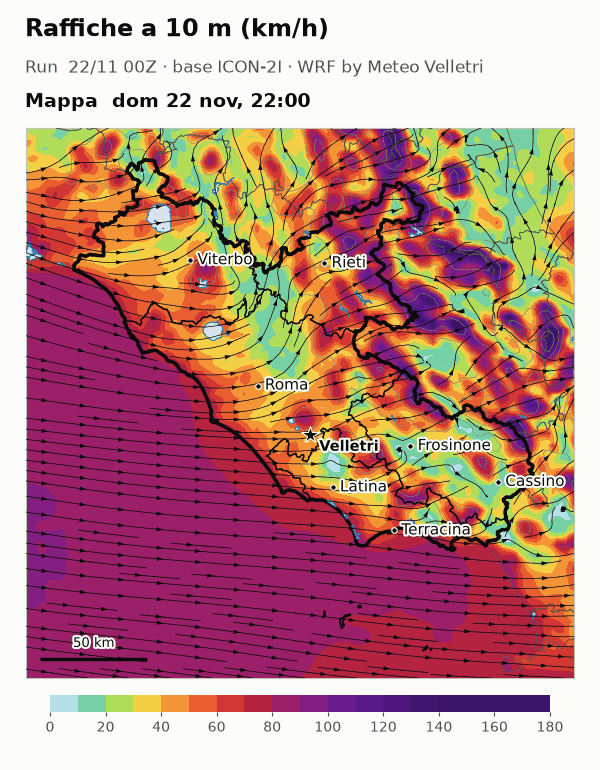 Raffiche a 10 m (km/h)
Run 22/11 00Z · base ICON-2I · WRF by Meteo Velletri
Mappa dom 22 nov, 22:00
Viterbo
Rieti
Roma
Velletri
Frosinone
Cassino
Latina
Terracina
50 km
0 20 40 60 80 100 120 140 160 180